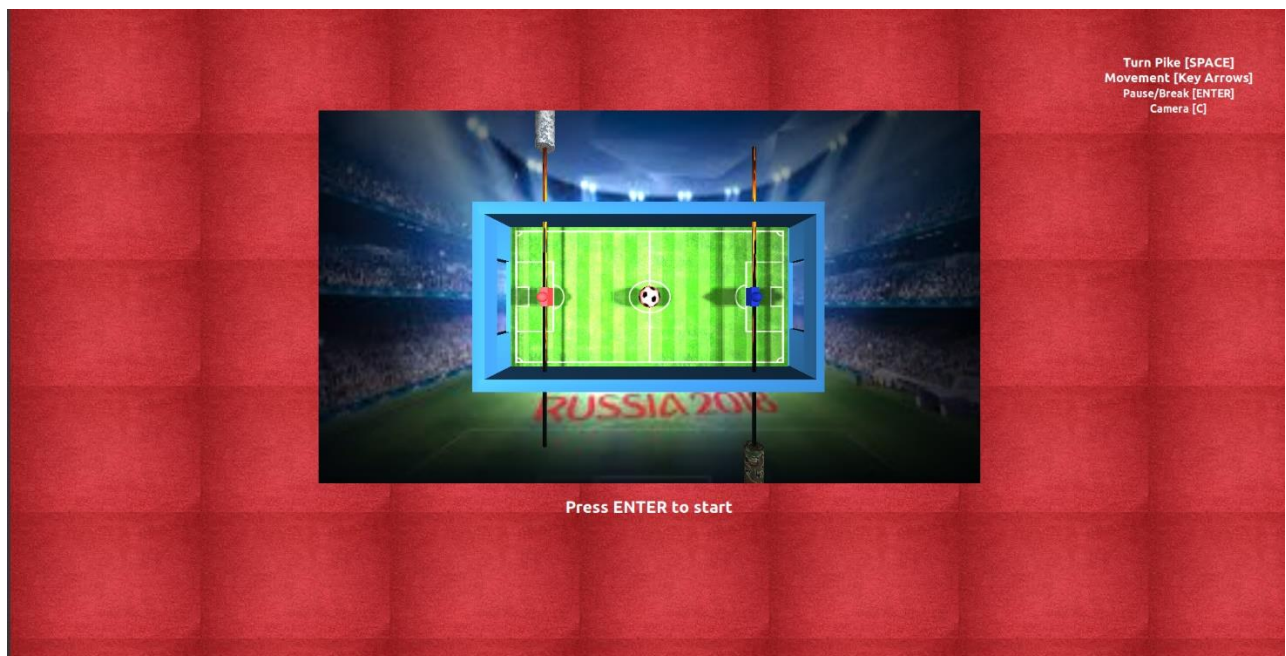 Turn Pike [SPACE]
Movement [Key Arrows]
Pause/Break [ENTER]
Camera [C]
RUSSIA 2018
Press ENTER to start